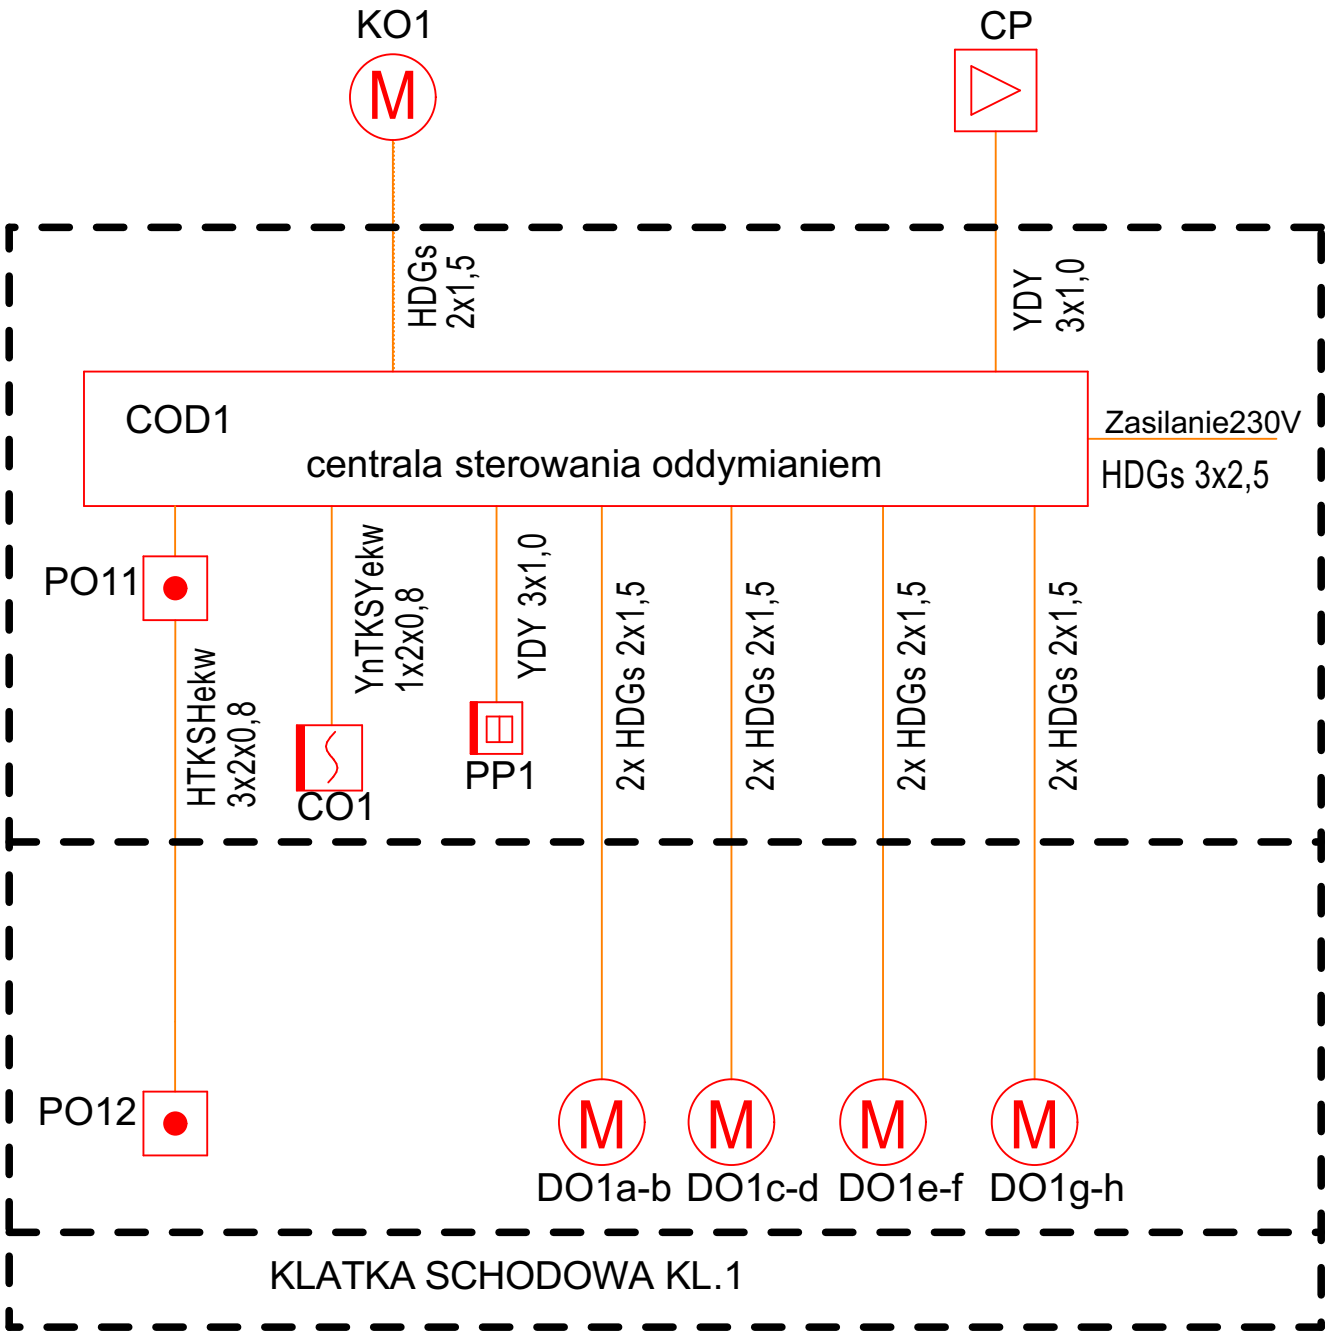 KO1
CP
M
HDGs
2x1,5
YDY
3x1,0
COD1
centrala sterowania oddymianiem
Zasilanie230V
HDGs 3x2,5
PO11
HTKSHekw
3x2x0,8
YnTKSYekw
1x2x0,8
CO1
YDY 3x1,0
PP1
2x HDGs 2x1,5
2x HDGs 2x1,5
2x HDGs 2x1,5
2x HDGs 2x1,5
PO12
M
M
M
M
DO1a-b
DO1c-d
DO1e-f
DO1g-h
KLATKA SCHODOWA KL.1